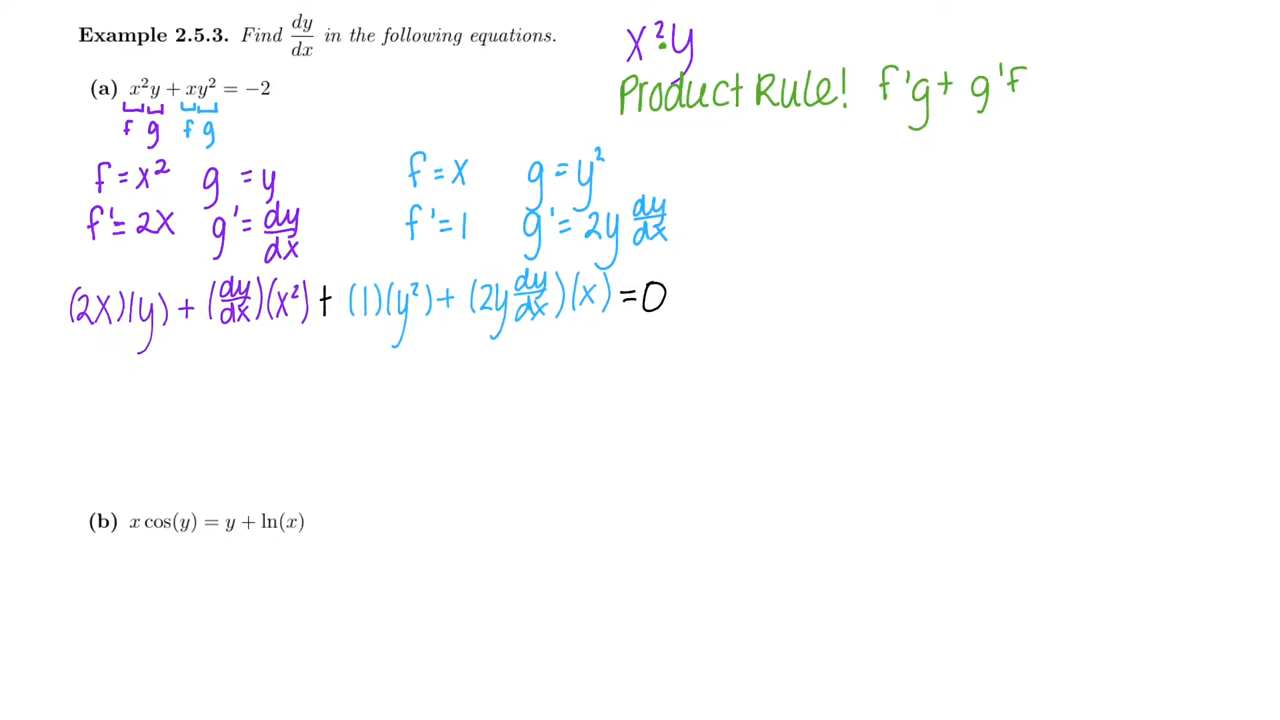 Example 2.5.3. Find dy/dx in the following equations.
x² · y
Product Rule! f'g + g'f
(a) x²y + xy² = −2
f g f g
f = x² g = y f = x g = y²
f' = 2x g' = dy/dx f' = 1 g' = 2y dy/dx
(2x)(y) + (dy/dx)(x²) + (1)(y²) + (2y dy/dx)(x) = 0
(b) x cos(y) = y + ln(x)